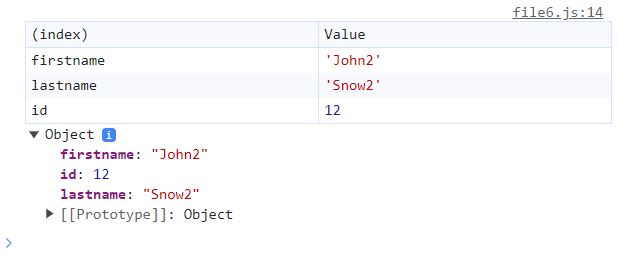 file6.js:14
(index) Value
firstname 'John2'
lastname 'Snow2'
id 12
▼ Object i
firstname: "John2"
id: 12
lastname: "Snow2"
▶ [[Prototype]]: Object
>